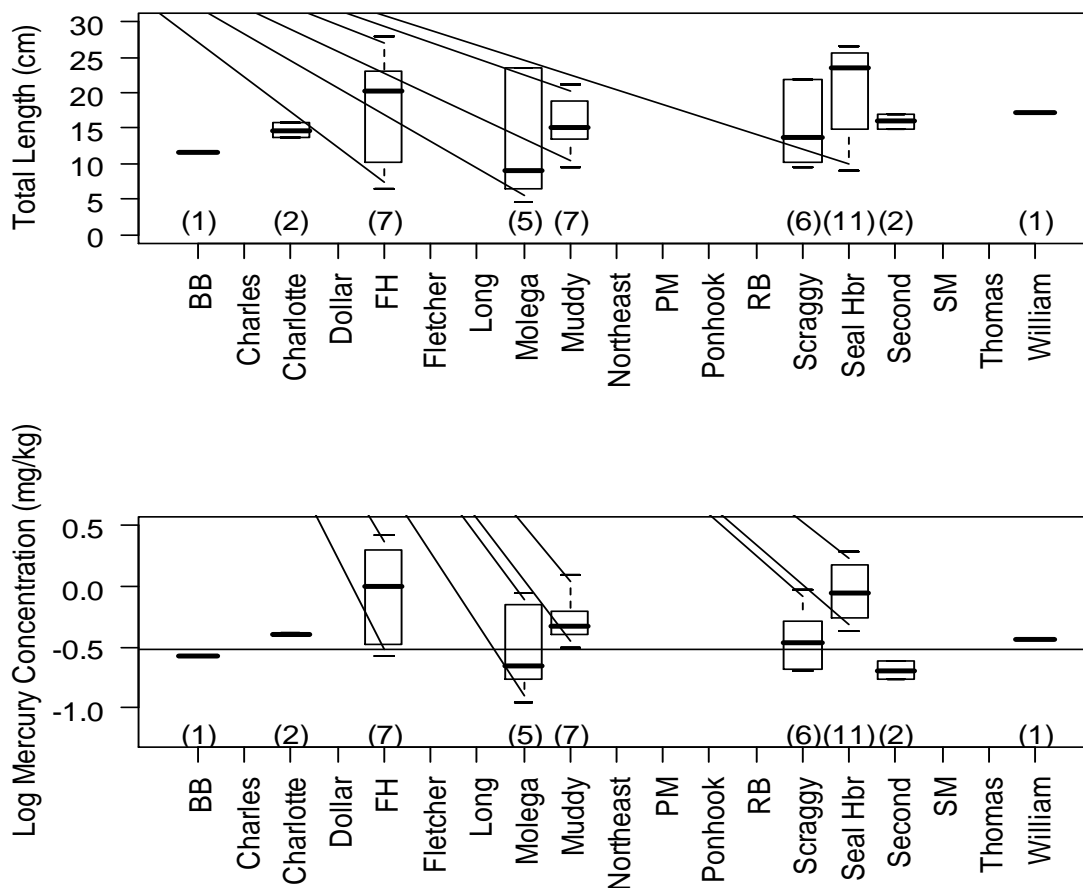 Total Length (cm)
30
25
20
15
10
5
0
(1) (2) (7) (5) (7) (6) (11) (2) (1)
BB
Charles
Charlotte
Dollar
FH
Fletcher
Long
Molega
Muddy
Northeast
PM
Ponhook
RB
Scraggy
Seal Hbr
Second
SM
Thomas
William
Log Mercury Concentration (mg/kg)
0.5
0.0
-0.5
-1.0
(1) (2) (7) (5) (7) (6) (11) (2) (1)
BB
Charles
Charlotte
Dollar
FH
Fletcher
Long
Molega
Muddy
Northeast
PM
Ponhook
RB
Scraggy
Seal Hbr
Second
SM
Thomas
William